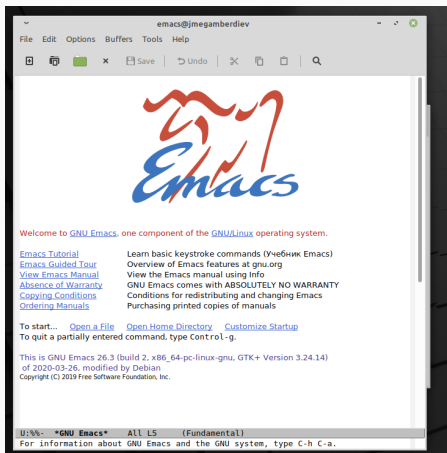 emacs@jmegamberdiev
File Edit Options Buffers Tools Help
Save Undo
Emacs
Welcome to GNU Emacs, one component of the GNU/Linux operating system.
Emacs Tutorial Learn basic keystroke commands (Учебник Emacs)
Emacs Guided Tour Overview of Emacs features at gnu.org
View Emacs Manual View the Emacs manual using Info
Absence of Warranty GNU Emacs comes with ABSOLUTELY NO WARRANTY
Copying Conditions Conditions for redistributing and changing Emacs
Ordering Manuals Purchasing printed copies of manuals
To start... Open a File Open Home Directory Customize Startup
To quit a partially entered command, type Control-g.
This is GNU Emacs 26.3 (build 2, x86_64-pc-linux-gnu, GTK+ Version 3.24.14)
of 2020-03-26, modified by Debian
Copyright (C) 2019 Free Software Foundation, Inc.
U:%%- *GNU Emacs* All L5 (Fundamental)
For information about GNU Emacs and the GNU system, type C-h C-a.